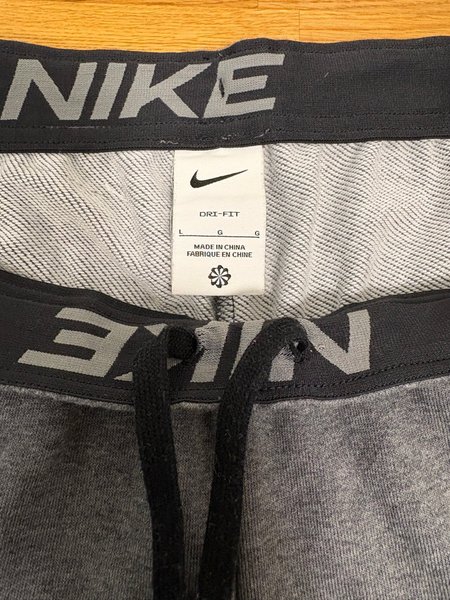 NIKE
DRI-FIT
L G G
MADE IN CHINA
FABRIQUE EN CHINE
NIKE